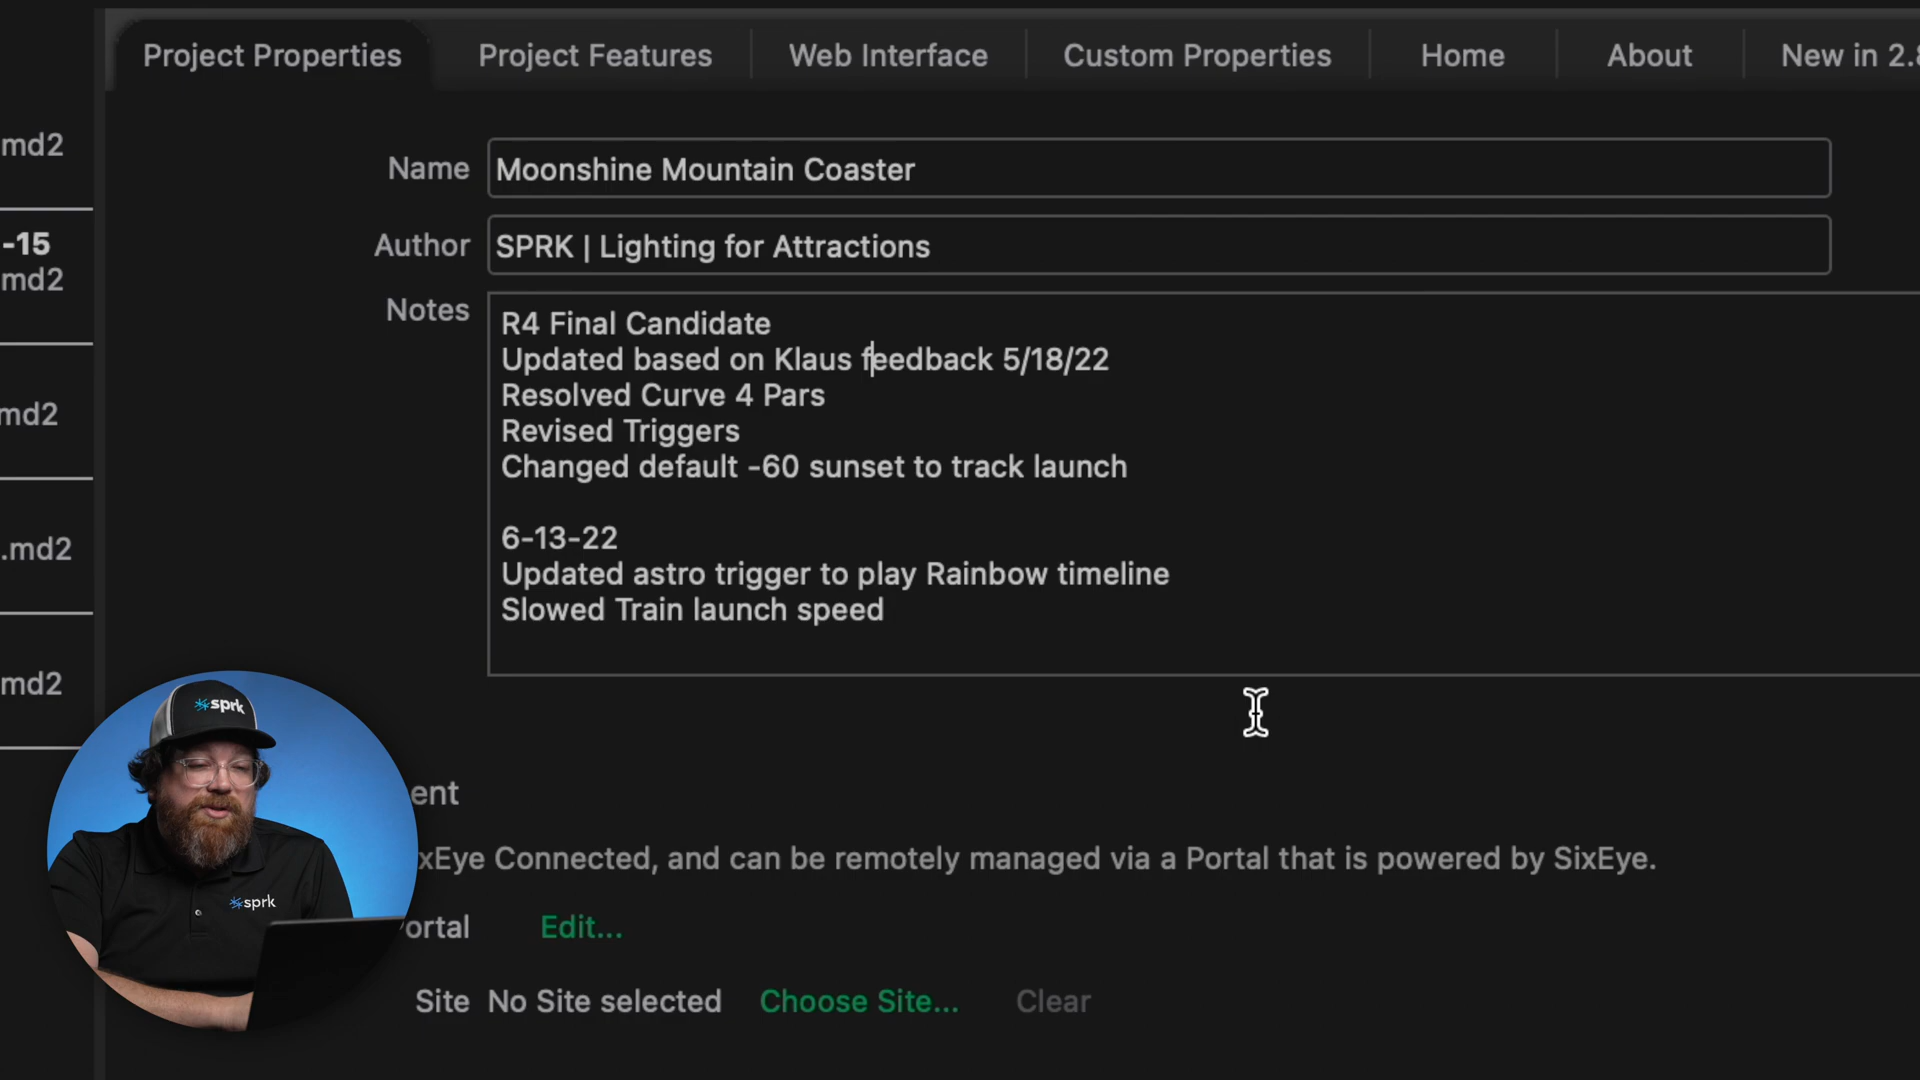 Project Properties
Project Features
Web Interface
Custom Properties
Home
About
New in 2.8
md2
-15
md2
md2
.md2
md2
Name
Moonshine Mountain Coaster
Author
SPRK | Lighting for Attractions
Notes
R4 Final Candidate
Updated based on Klaus feedback 5/18/22
Resolved Curve 4 Pars
Revised Triggers
Changed default -60 sunset to track launch
6-13-22
Updated astro trigger to play Rainbow timeline
Slowed Train launch speed
ent
xEye Connected, and can be remotely managed via a Portal that is powered by SixEye.
ortal
Edit...
Site
No Site selected
Choose Site...
Clear
sprk
sprk